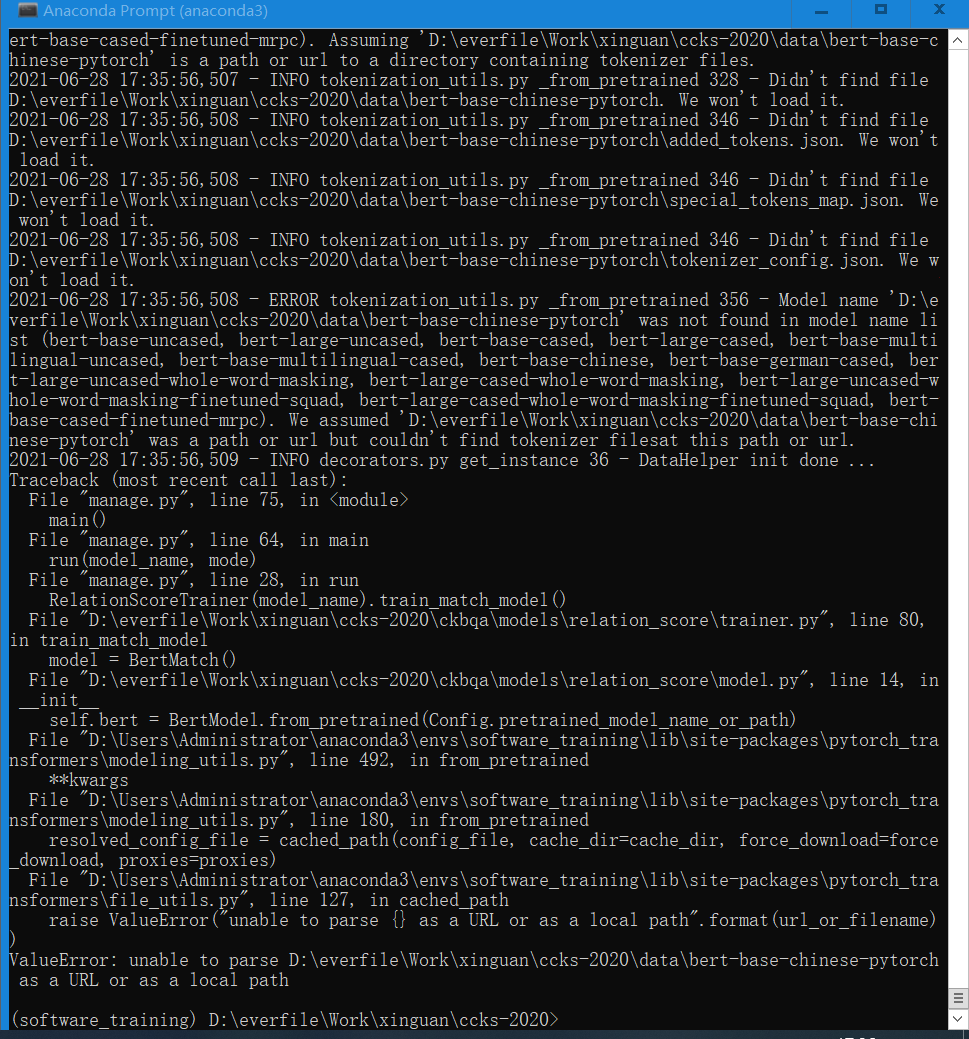 Anaconda Prompt (anaconda3)
ert-base-cased-finetuned-mrpc). Assuming 'D:\everfile\Work\xinguan\ccks-2020\data\bert-base-c
hinese-pytorch' is a path or url to a directory containing tokenizer files.
2021-06-28 17:35:56,507 - INFO tokenization_utils.py _from_pretrained 328 - Didn't find file
D:\everfile\Work\xinguan\ccks-2020\data\bert-base-chinese-pytorch. We won't load it.
2021-06-28 17:35:56,508 - INFO tokenization_utils.py _from_pretrained 346 - Didn't find file
D:\everfile\Work\xinguan\ccks-2020\data\bert-base-chinese-pytorch\added_tokens.json. We won't
 load it.
2021-06-28 17:35:56,508 - INFO tokenization_utils.py _from_pretrained 346 - Didn't find file
D:\everfile\Work\xinguan\ccks-2020\data\bert-base-chinese-pytorch\special_tokens_map.json. We
 won't load it.
2021-06-28 17:35:56,508 - INFO tokenization_utils.py _from_pretrained 346 - Didn't find file
D:\everfile\Work\xinguan\ccks-2020\data\bert-base-chinese-pytorch\tokenizer_config.json. We w
on't load it.
2021-06-28 17:35:56,508 - ERROR tokenization_utils.py _from_pretrained 356 - Model name 'D:\e
verfile\Work\xinguan\ccks-2020\data\bert-base-chinese-pytorch' was not found in model name li
st (bert-base-uncased, bert-large-uncased, bert-base-cased, bert-large-cased, bert-base-multi
lingual-uncased, bert-base-multilingual-cased, bert-base-chinese, bert-base-german-cased, ber
t-large-uncased-whole-word-masking, bert-large-cased-whole-word-masking, bert-large-uncased-w
hole-word-masking-finetuned-squad, bert-large-cased-whole-word-masking-finetuned-squad, bert-
base-cased-finetuned-mrpc). We assumed 'D:\everfile\Work\xinguan\ccks-2020\data\bert-base-chi
nese-pytorch' was a path or url but couldn't find tokenizer filesat this path or url.
2021-06-28 17:35:56,509 - INFO decorators.py get_instance 36 - DataHelper init done ...
Traceback (most recent call last):
  File "manage.py", line 75, in <module>
    main()
  File "manage.py", line 64, in main
    run(model_name, mode)
  File "manage.py", line 28, in run
    RelationScoreTrainer(model_name).train_match_model()
  File "D:\everfile\Work\xinguan\ccks-2020\ckbqa\models\relation_score\trainer.py", line 80,
in train_match_model
    model = BertMatch()
  File "D:\everfile\Work\xinguan\ccks-2020\ckbqa\models\relation_score\model.py", line 14, in
 __init__
    self.bert = BertModel.from_pretrained(Config.pretrained_model_name_or_path)
  File "D:\Users\Administrator\anaconda3\envs\software_training\lib\site-packages\pytorch_tra
nsformers\modeling_utils.py", line 492, in from_pretrained
    **kwargs
  File "D:\Users\Administrator\anaconda3\envs\software_training\lib\site-packages\pytorch_tra
nsformers\modeling_utils.py", line 180, in from_pretrained
    resolved_config_file = cached_path(config_file, cache_dir=cache_dir, force_download=force
_download, proxies=proxies)
  File "D:\Users\Administrator\anaconda3\envs\software_training\lib\site-packages\pytorch_tra
nsformers\file_utils.py", line 127, in cached_path
    raise ValueError("unable to parse {} as a URL or as a local path".format(url_or_filename)
)
ValueError: unable to parse D:\everfile\Work\xinguan\ccks-2020\data\bert-base-chinese-pytorch
 as a URL or as a local path
(software_training) D:\everfile\Work\xinguan\ccks-2020>